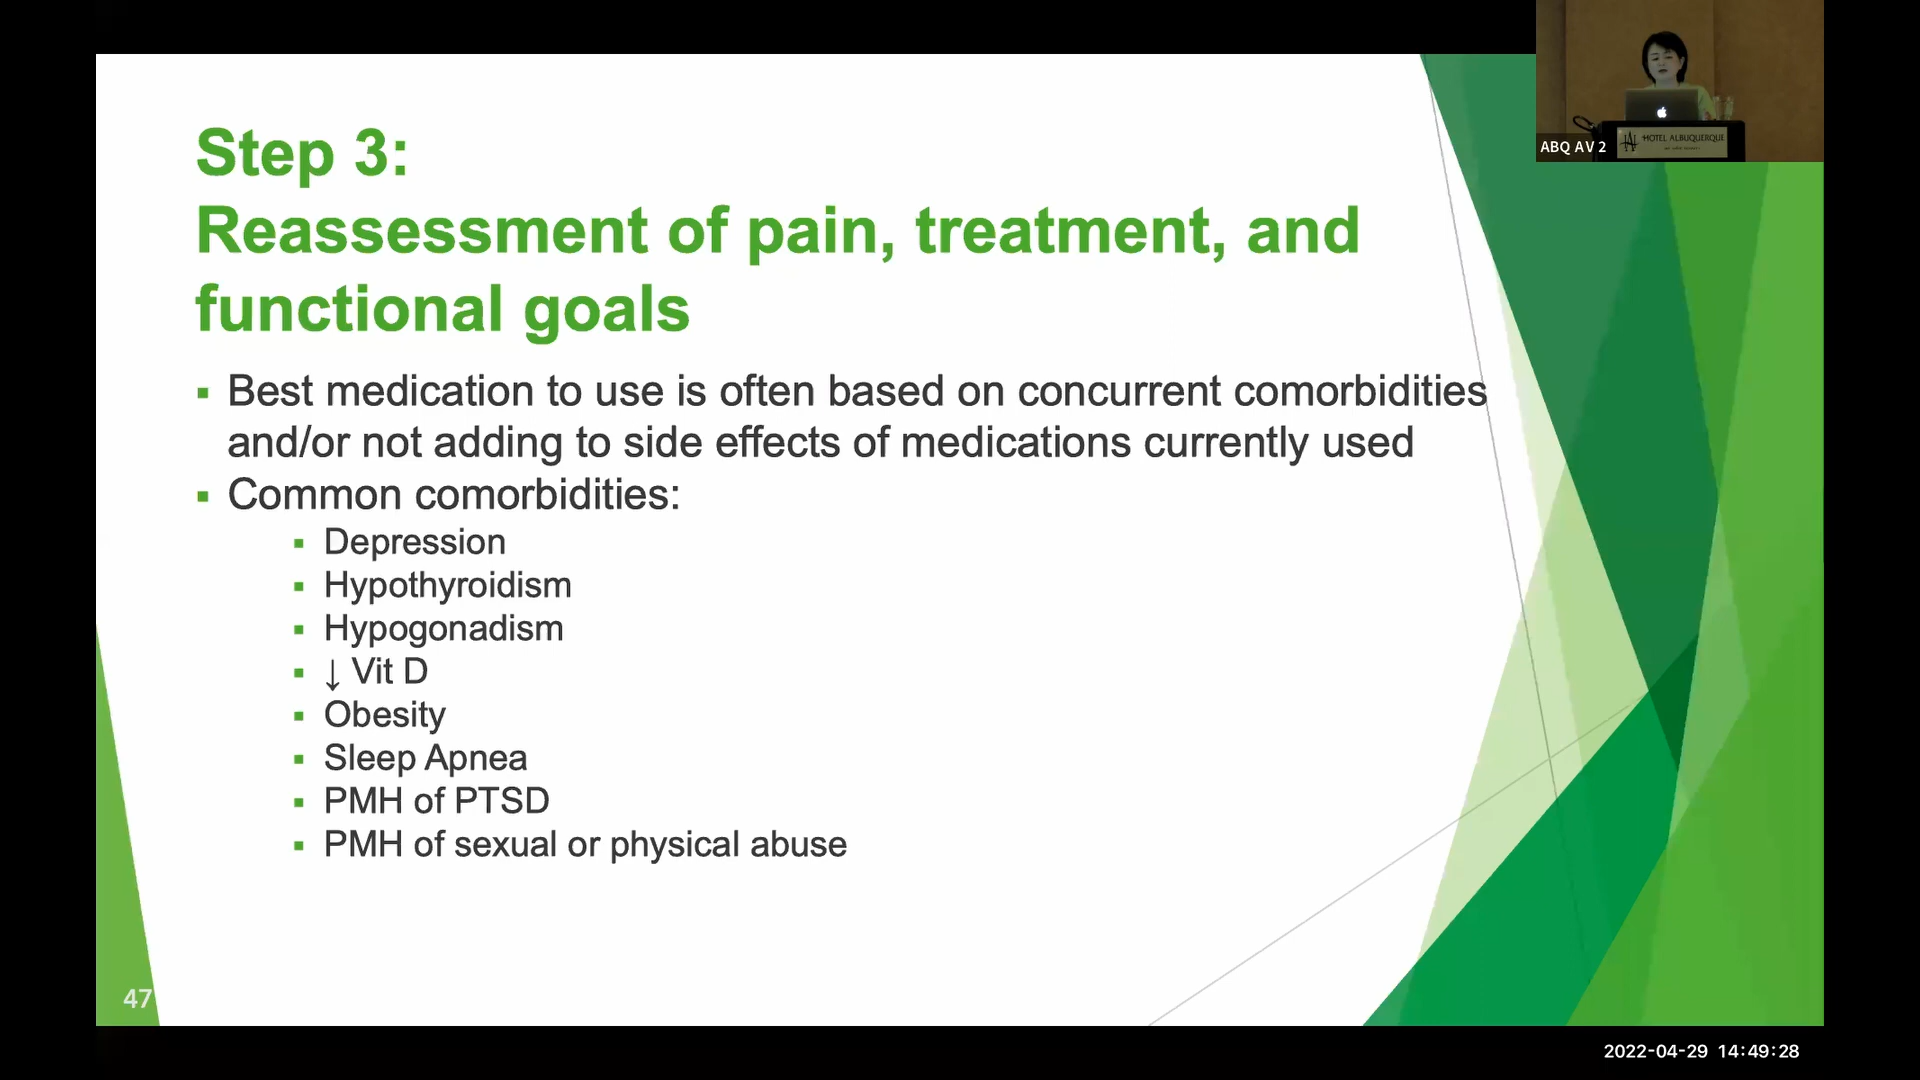 Step 3:
Reassessment of pain, treatment, and
functional goals
▪ Best medication to use is often based on concurrent comorbidities
and/or not adding to side effects of medications currently used
▪ Common comorbidities:
▪ Depression
▪ Hypothyroidism
▪ Hypogonadism
▪ ↓ Vit D
▪ Obesity
▪ Sleep Apnea
▪ PMH of PTSD
▪ PMH of sexual or physical abuse
47
ABQ AV 2
HOTEL ALBUQUERQUE
2022-04-29 14:49:28